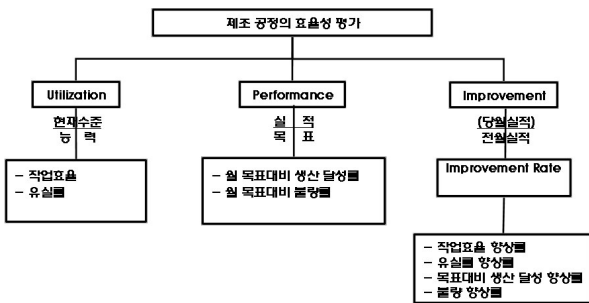 제조 공정의 효율성 평가
Utilization
현재수준
능 력
- 작업효율
- 유실률
Performance
실 적
목 표
- 월 목표대비 생산 달성률
- 월 목표대비 불량률
Improvement
(당월실적)
전월실적
Improvement Rate
- 작업효율 향상률
- 유실률 향상률
- 목표대비 생산 달성 향상률
- 불량 향상률